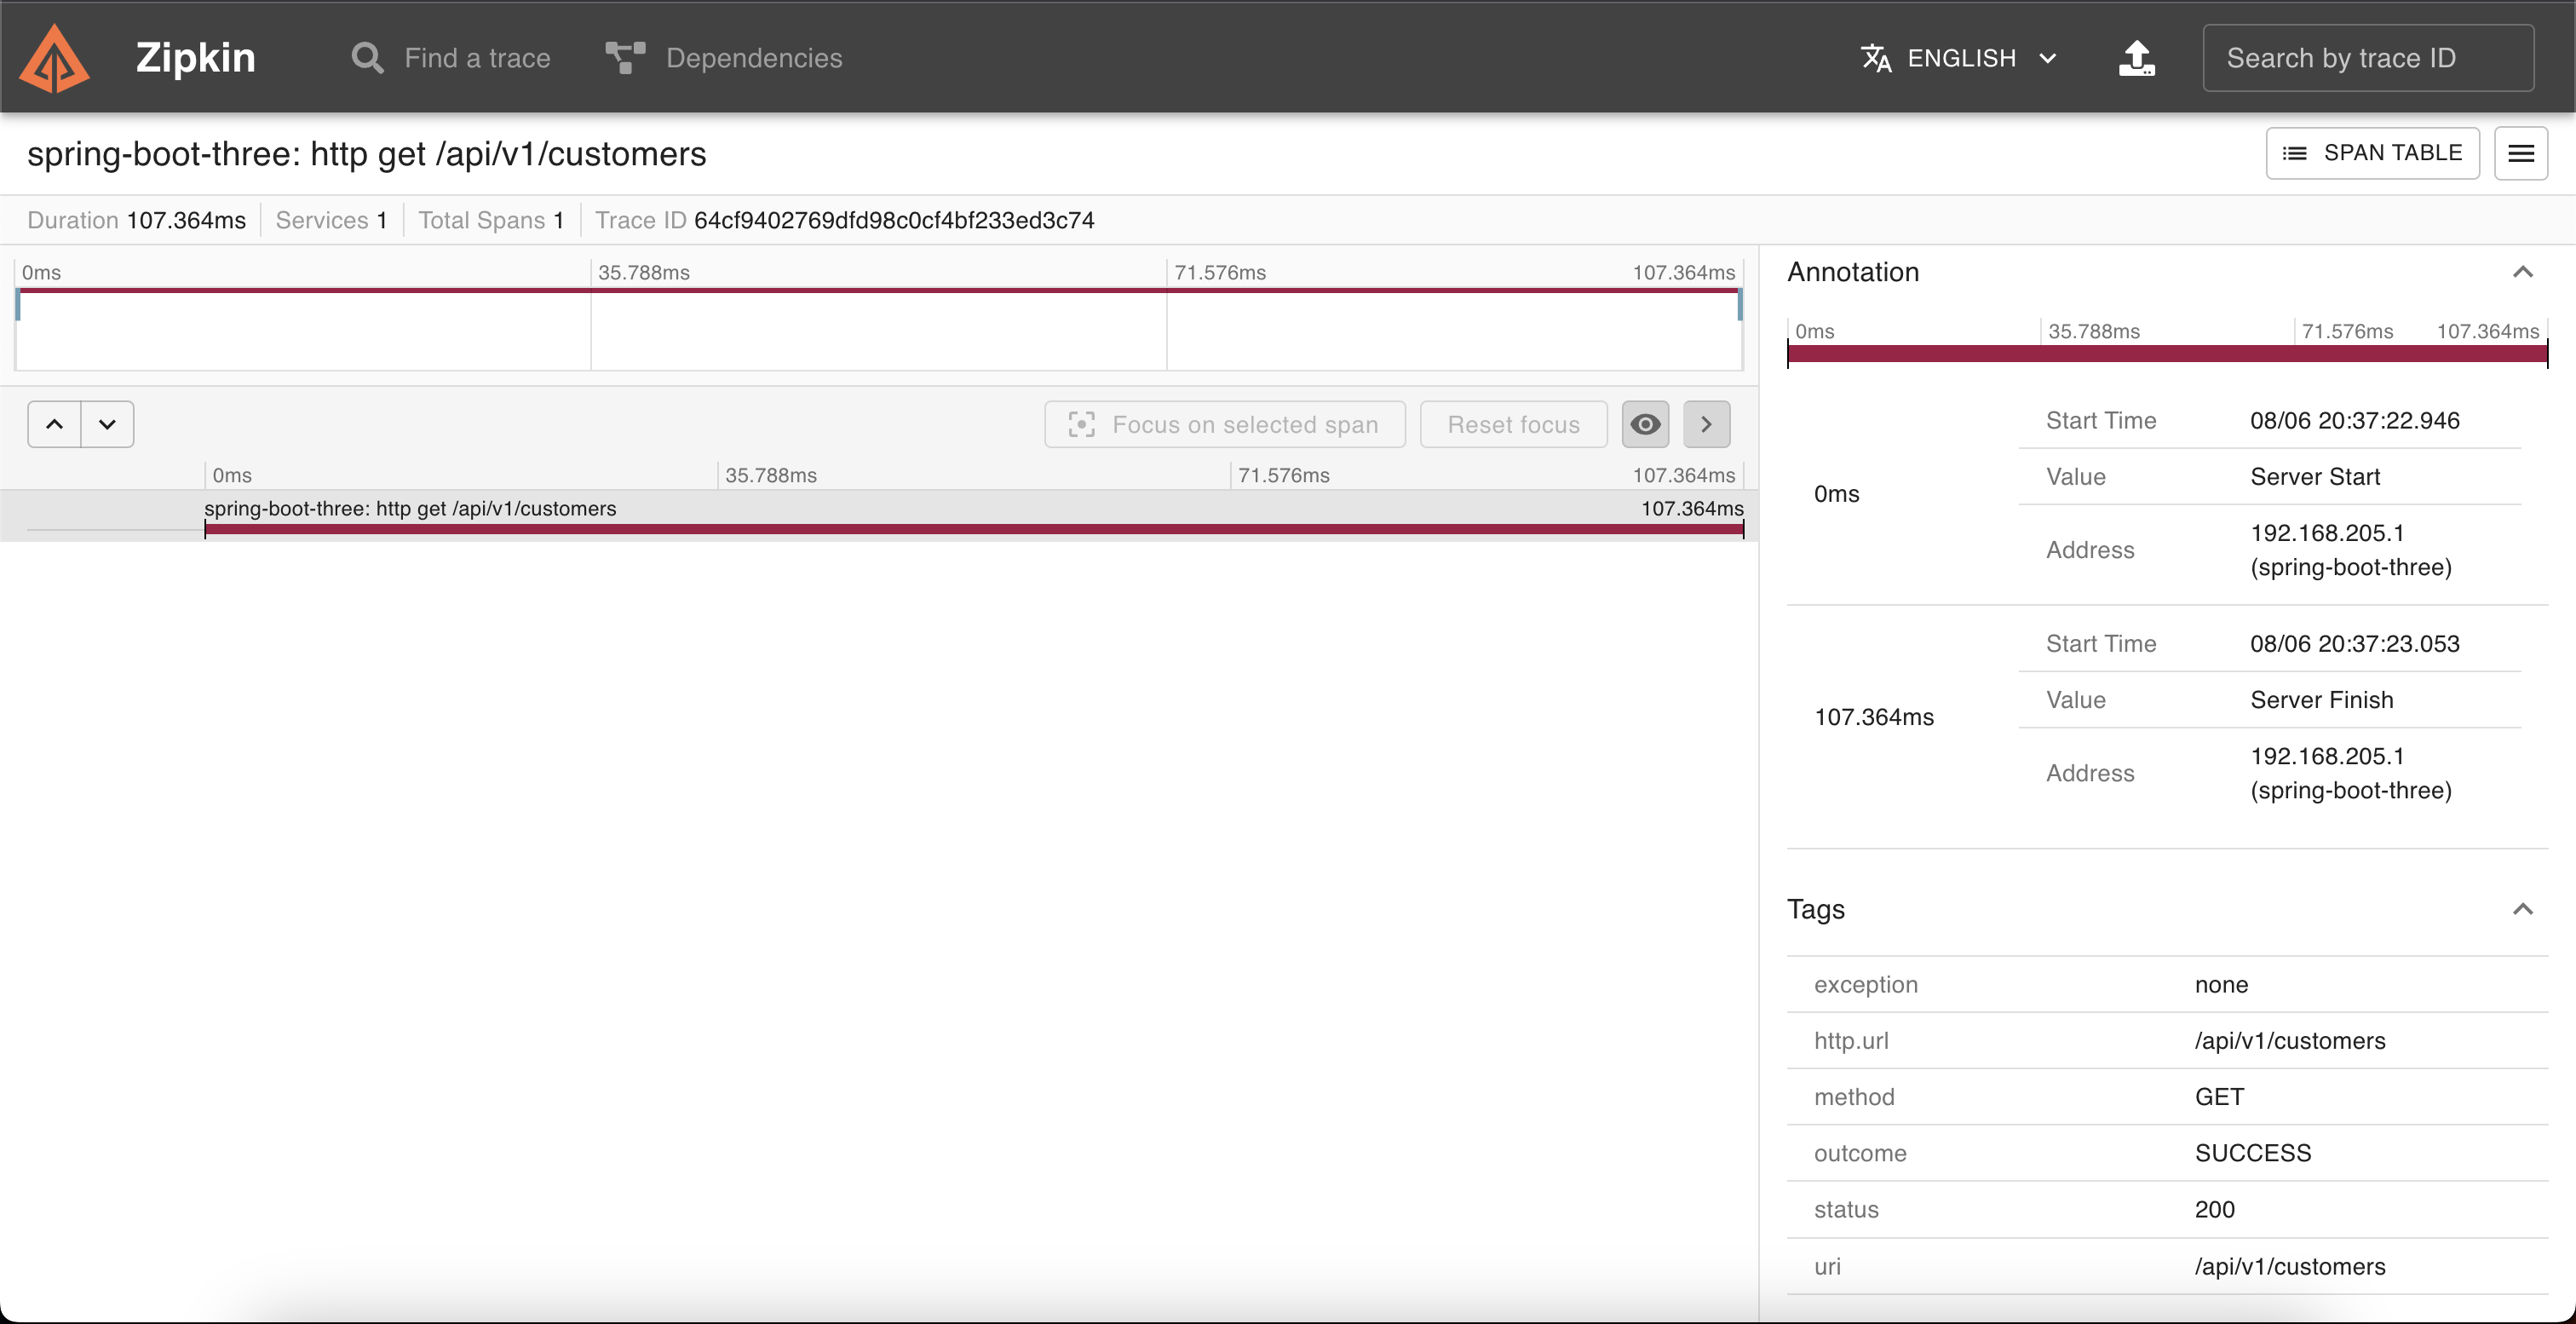 Zipkin
Find a trace
Dependencies
ENGLISH
Search by trace ID
spring-boot-three: http get /api/v1/customers
SPAN TABLE
Duration 107.364ms
Services 1
Total Spans 1
Trace ID 64cf9402769dfd98c0cf4bf233ed3c74
0ms 35.788ms 71.576ms 107.364ms
Focus on selected span
Reset focus
0ms 35.788ms 71.576ms 107.364ms
spring-boot-three: http get /api/v1/customers 107.364ms
Annotation
0ms 35.788ms 71.576ms 107.364ms
0ms
Start Time 08/06 20:37:22.946
Value Server Start
Address 192.168.205.1
(spring-boot-three)
107.364ms
Start Time 08/06 20:37:23.053
Value Server Finish
Address 192.168.205.1
(spring-boot-three)
Tags
exception none
http.url /api/v1/customers
method GET
outcome SUCCESS
status 200
uri /api/v1/customers